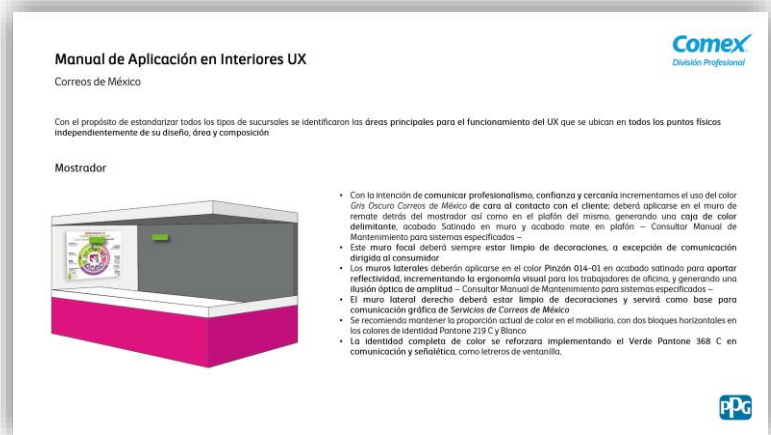 Manual de Aplicación en Interiores UX
Correos de México
Comex
División Profesional
Con el propósito de estandarizar todos los tipos de sucursales se identificaron las áreas principales para el funcionamiento del UX que se ubican en todos los puntos físicos
independientemente de su diseño, área y composición
Mostrador
• Con la intención de comunicar profesionalismo, confianza y cercanía incrementamos el uso del color
Gris Oscuro Correos de México de cara al contacto con el cliente; deberá aplicarse en el muro de
remate detrás del mostrador así como en el plafón del mismo, generando una caja de color
delimitante, acabado Satinado en muro y acabado mate en plafón – Consultar Manual de
Mantenimiento para sistemas especificados –
• Este muro focal deberá siempre estar limpio de decoraciones, a excepción de comunicación
dirigida al consumidor
• Los muros laterales deberán aplicarse en el color Pinzón 014-01 en acabado satinado para aportar
reflectividad, incrementando la ergonomía visual para los trabajadores de oficina, y generando una
ilusión óptica de amplitud – Consultar Manual de Mantenimiento para sistemas especificados –
• El muro lateral derecho deberá estar limpio de decoraciones y servirá como base para
comunicación gráfica de Servicios de Correos de México
• Se recomienda mantener la proporción actual de color en el mobiliario, con dos bloques horizontales en
los colores de identidad Pantone 219 C y Blanco
• La identidad completa de color se reforzara implementando el Verde Pantone 368 C en
comunicación y señalética, como letreros de ventanilla.
PPG